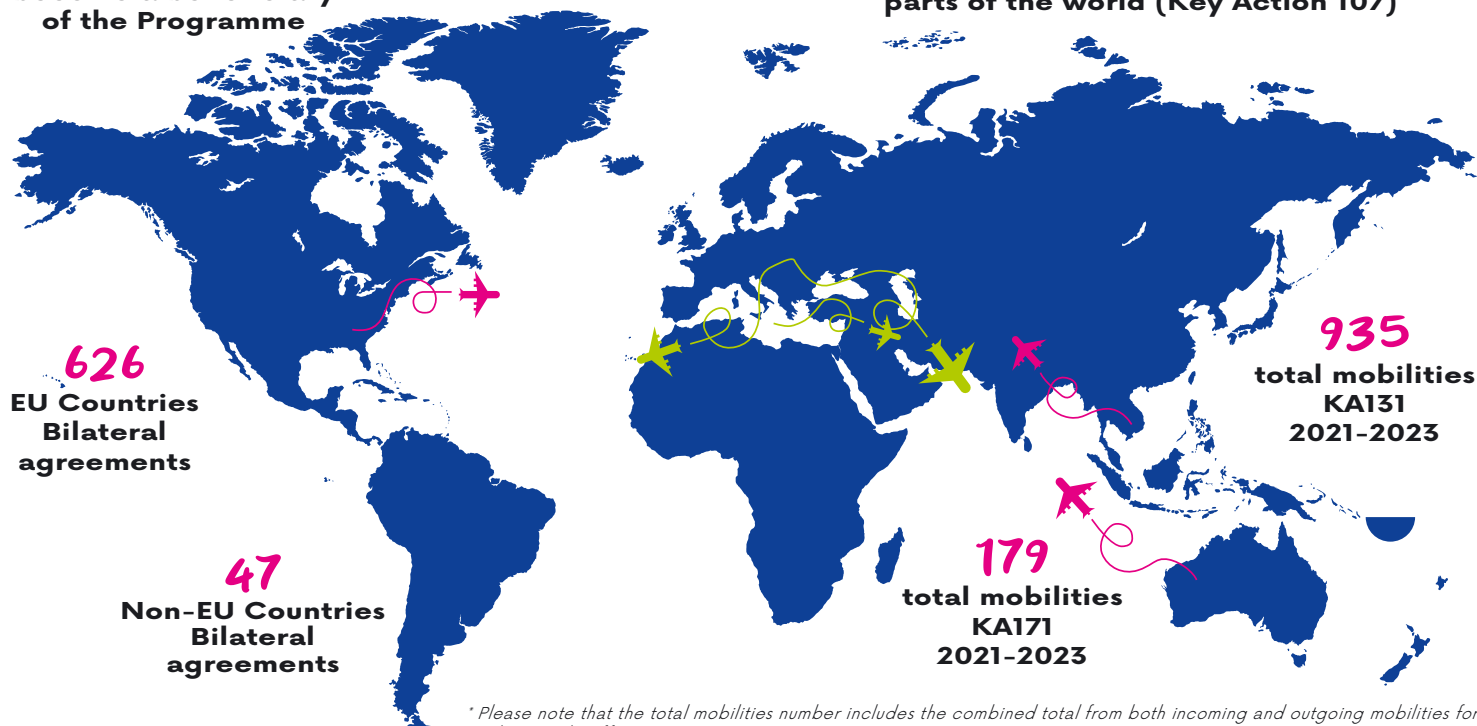 of the Programme
parts of the world (Key Action 107)
626
EU Countries
Bilateral
agreements
935
total mobilities
KA131
2021-2023
47
Non-EU Countries
Bilateral
agreements
179
total mobilities
KA171
2021-2023
* Please note that the total mobilities number includes the combined total from both incoming and outgoing mobilities for